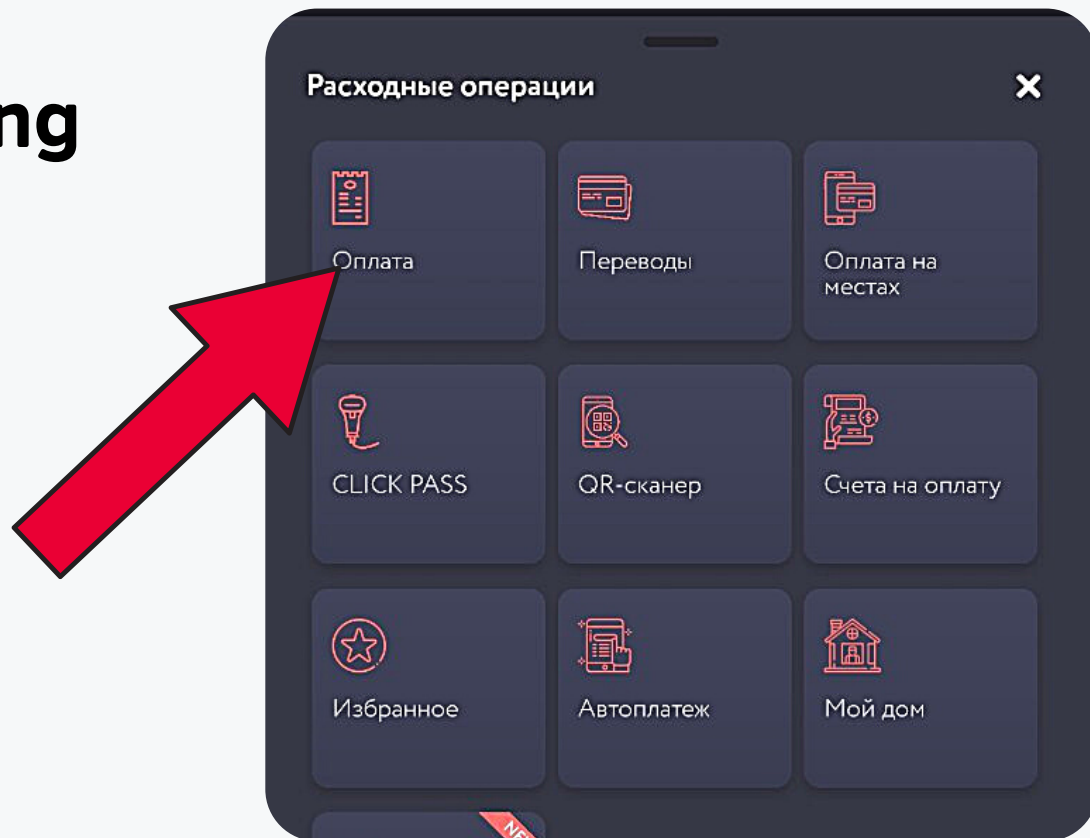 ng
Расходные операции
Оплата
Переводы
Оплата на
местах
CLICK PASS
QR-сканер
Счета на оплату
Избранное
Автоплатеж
Мой дом